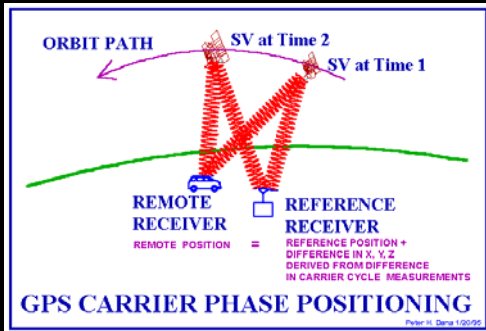 ORBIT PATH
SV at Time 2
SV at Time 1
REMOTE
RECEIVER
REFERENCE
RECEIVER
REMOTE POSITION = REFERENCE POSITION +
DIFFERENCE IN X, Y, Z
DERIVED FROM DIFFERENCE
IN CARRIER CYCLE MEASUREMENTS
GPS CARRIER PHASE POSITIONING
Peter H. Dana 1/20/95